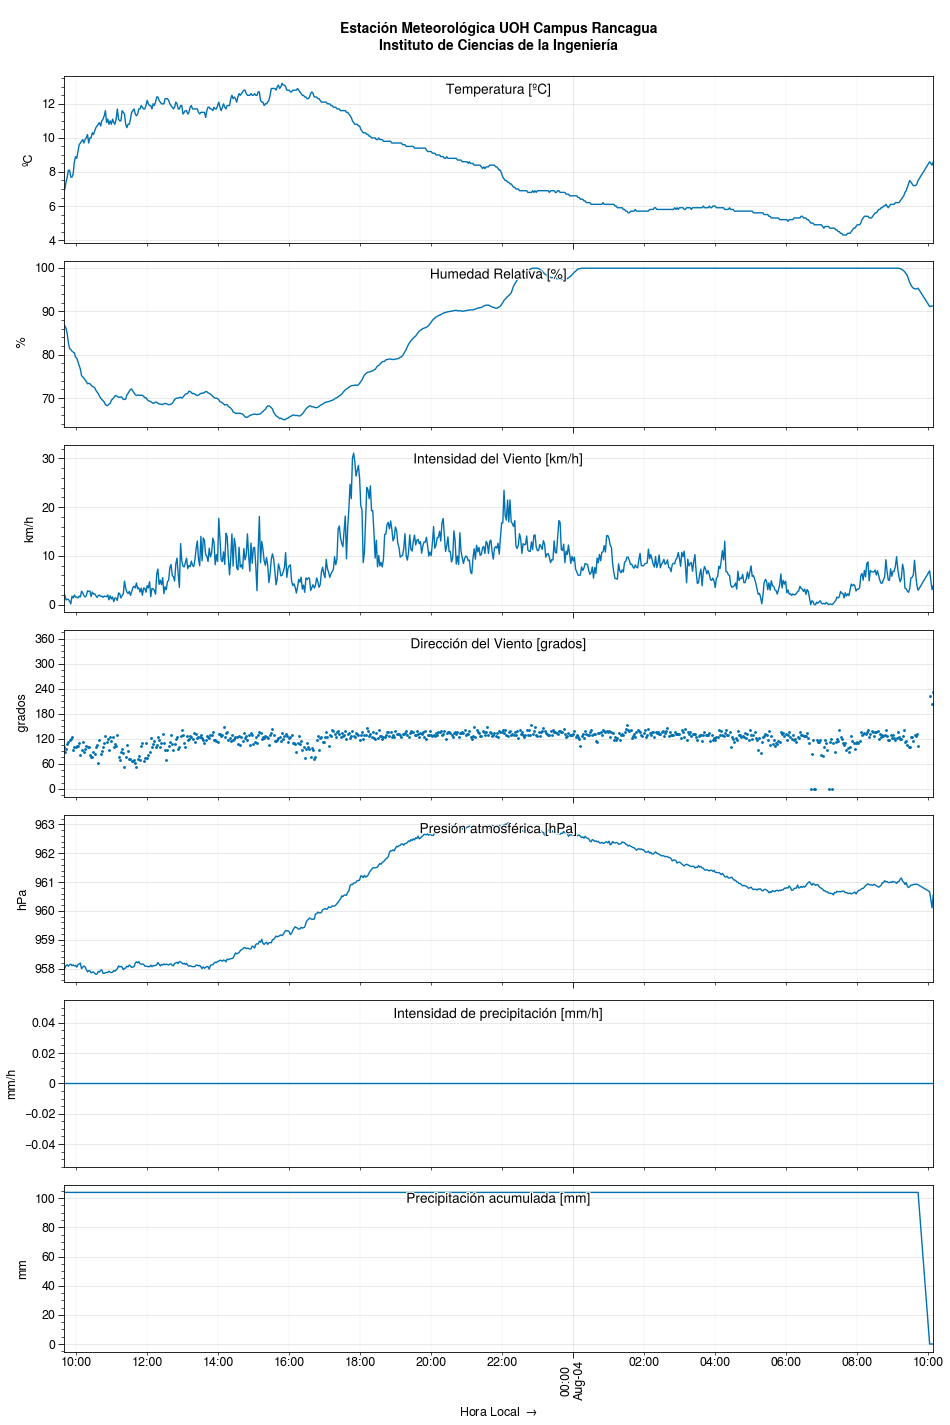 Estación Meteorológica UOH Campus Rancagua
Instituto de Ciencias de la Ingeniería
Temperatura [ºC]
ºC
12
10
8
6
4
Humedad Relativa [%]
%
100
90
80
70
Intensidad del Viento [km/h]
km/h
30
20
10
0
Dirección del Viento [grados]
grados
360
300
240
180
120
60
0
Presión atmosférica [hPa]
hPa
963
962
961
960
959
958
Intensidad de precipitación [mm/h]
mm/h
0.04
0.02
0
−0.02
−0.04
Precipitación acumulada [mm]
mm
100
80
60
40
20
0
10:00 12:00 14:00 16:00 18:00 20:00 22:00 00:00 02:00 04:00 06:00 08:00 10:00
Aug-04
Hora Local →